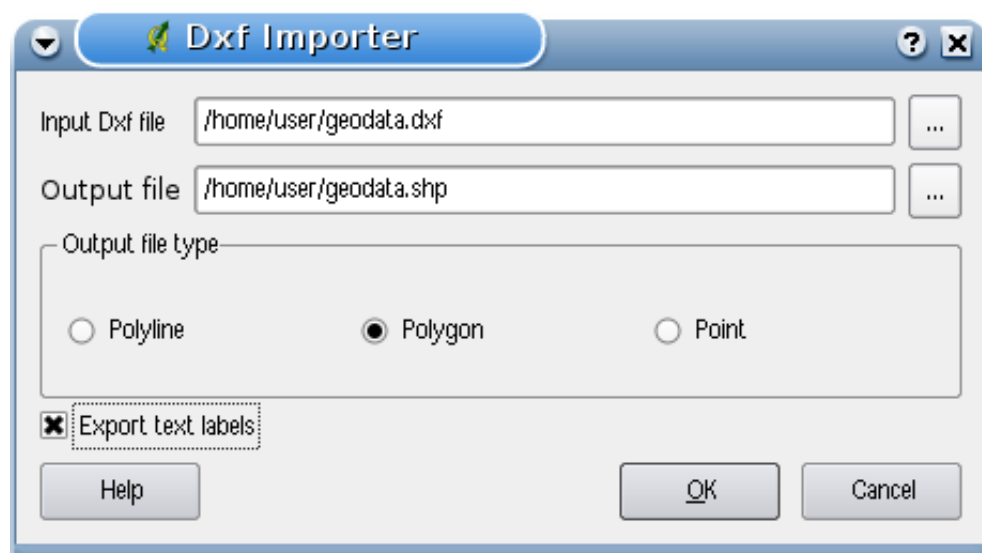 Dxf Importer
?
Input Dxf file /home/user/geodata.dxf ...
Output file /home/user/geodata.shp ...
Output file type
Polyline Polygon Point
Export text labels
Help OK Cancel